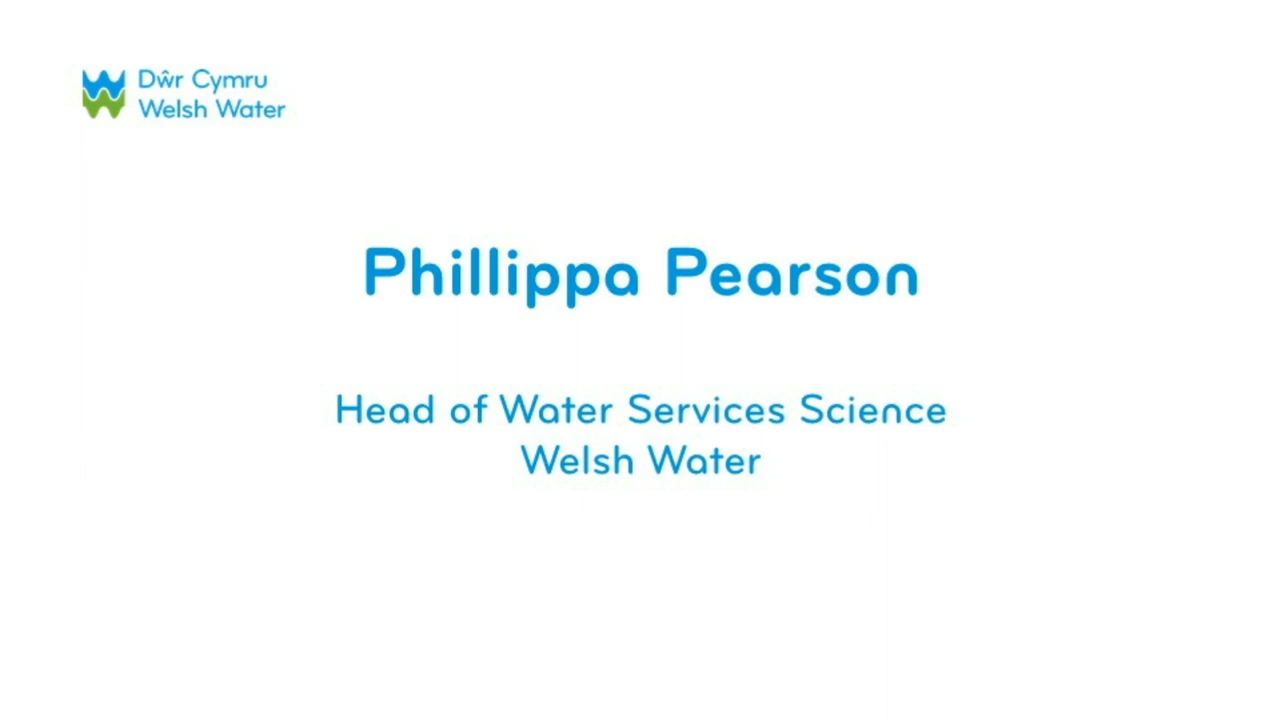 Dŵr Cymru
Welsh Water
Phillippa Pearson
Head of Water Services Science
Welsh Water